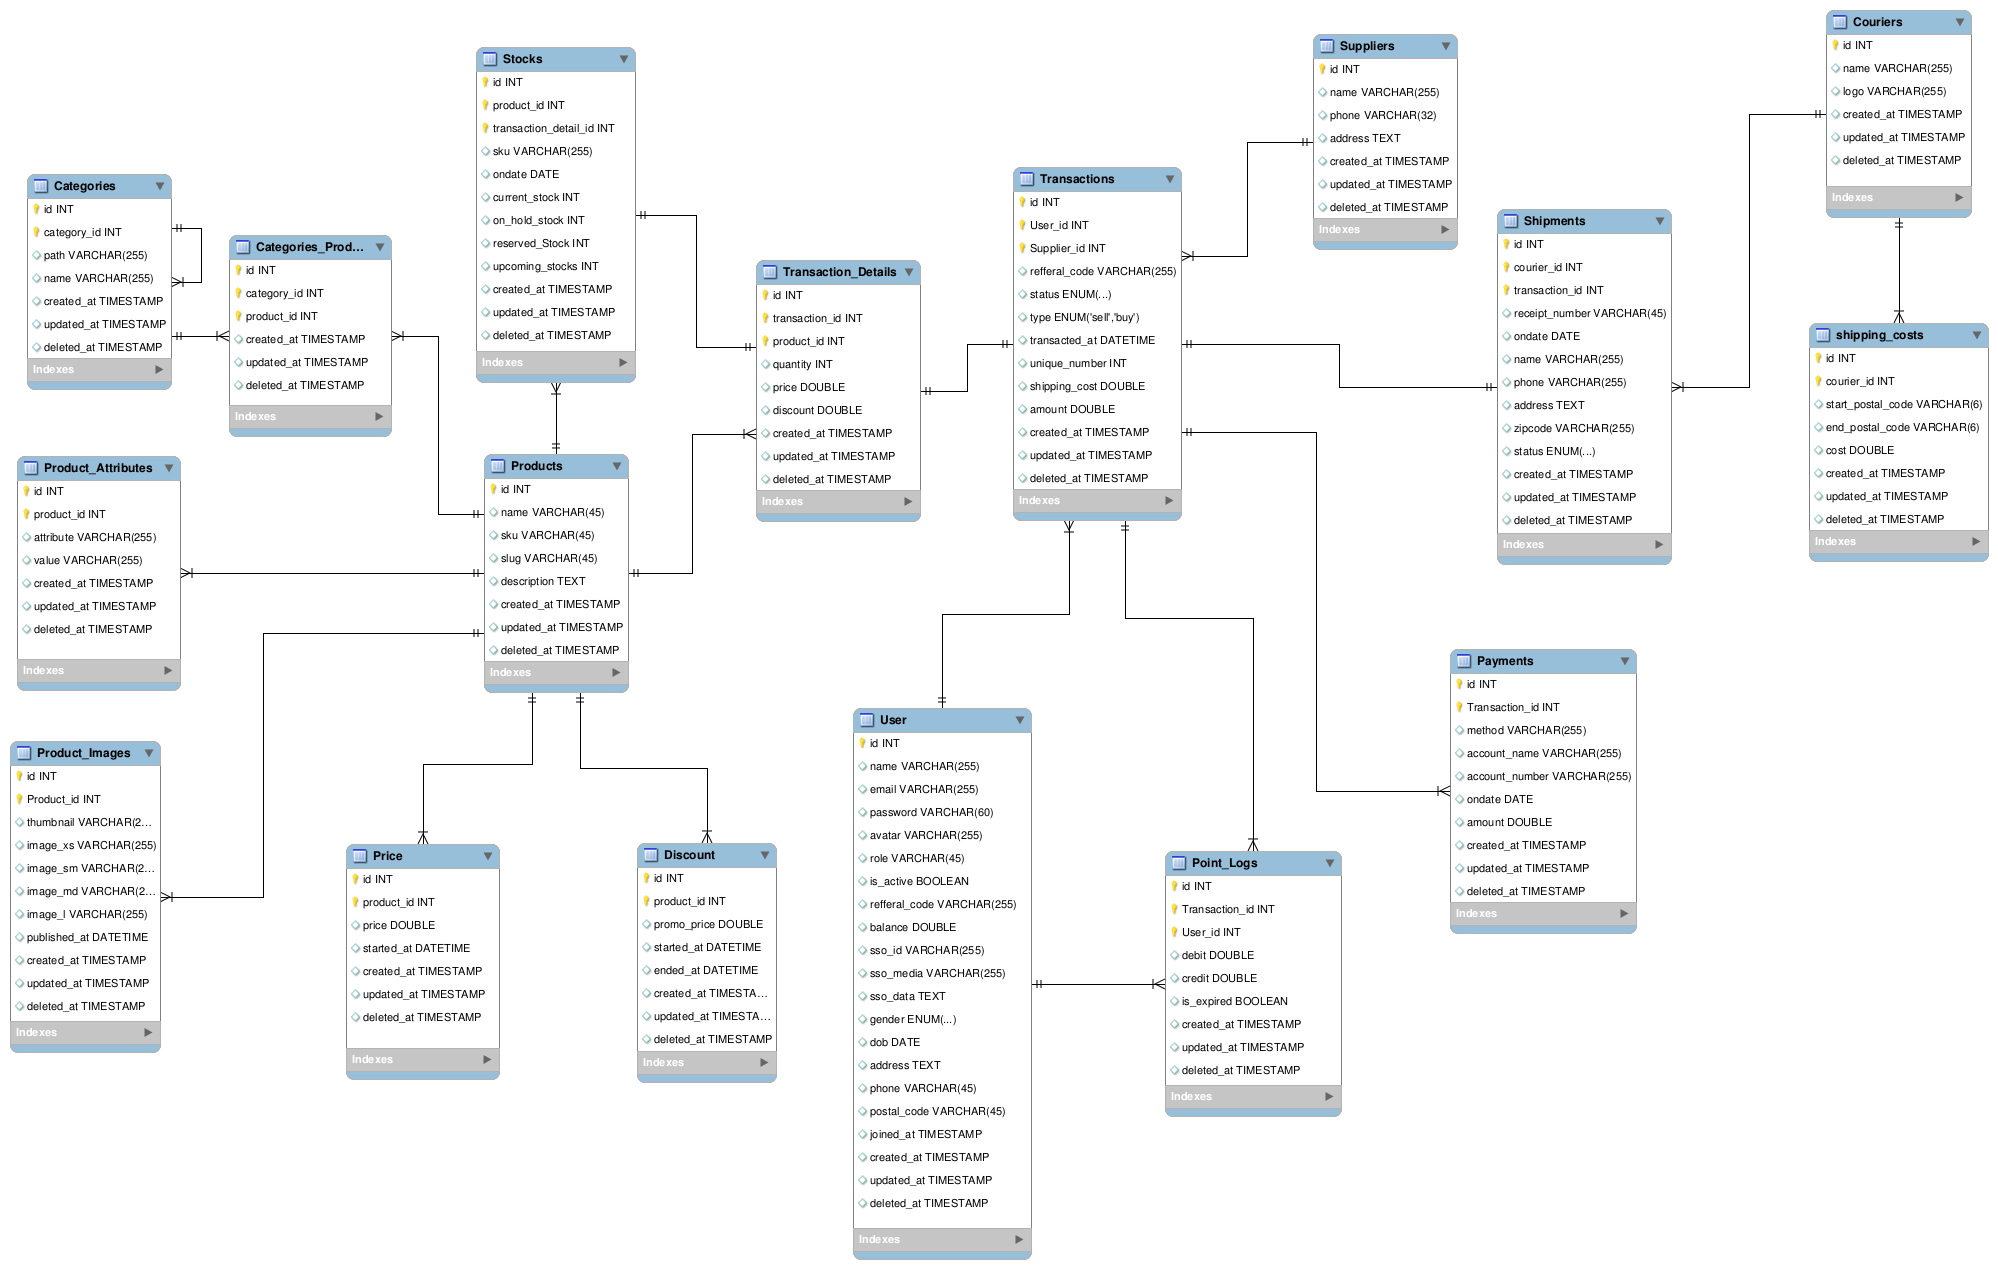 Stocks
id INT
product_id INT
transaction_detail_id INT
sku VARCHAR(255)
ondate DATE
current_stock INT
on_hold_stock INT
reserved_Stock INT
upcoming_stocks INT
created_at TIMESTAMP
updated_at TIMESTAMP
deleted_at TIMESTAMP
Indexes
Suppliers
id INT
name VARCHAR(255)
phone VARCHAR(32)
address TEXT
created_at TIMESTAMP
updated_at TIMESTAMP
deleted_at TIMESTAMP
Indexes
Couriers
id INT
name VARCHAR(255)
logo VARCHAR(255)
created_at TIMESTAMP
updated_at TIMESTAMP
deleted_at TIMESTAMP
Indexes
Categories
id INT
category_id INT
path VARCHAR(255)
name VARCHAR(255)
created_at TIMESTAMP
updated_at TIMESTAMP
deleted_at TIMESTAMP
Indexes
Categories_Prod...
id INT
category_id INT
product_id INT
created_at TIMESTAMP
updated_at TIMESTAMP
deleted_at TIMESTAMP
Indexes
Transaction_Details
id INT
transaction_id INT
product_id INT
quantity INT
price DOUBLE
discount DOUBLE
created_at TIMESTAMP
updated_at TIMESTAMP
deleted_at TIMESTAMP
Indexes
Transactions
id INT
User_id INT
Supplier_id INT
refferal_code VARCHAR(255)
status ENUM(...)
type ENUM('sell','buy')
transacted_at DATETIME
unique_number INT
shipping_cost DOUBLE
amount DOUBLE
created_at TIMESTAMP
updated_at TIMESTAMP
deleted_at TIMESTAMP
Indexes
Shipments
id INT
courier_id INT
transaction_id INT
receipt_number VARCHAR(45)
ondate DATE
name VARCHAR(255)
phone VARCHAR(255)
address TEXT
zipcode VARCHAR(255)
status ENUM(...)
created_at TIMESTAMP
updated_at TIMESTAMP
deleted_at TIMESTAMP
Indexes
shipping_costs
id INT
courier_id INT
start_postal_code VARCHAR(6)
end_postal_code VARCHAR(6)
cost DOUBLE
created_at TIMESTAMP
updated_at TIMESTAMP
deleted_at TIMESTAMP
Indexes
Product_Attributes
id INT
product_id INT
attribute VARCHAR(255)
value VARCHAR(255)
created_at TIMESTAMP
updated_at TIMESTAMP
deleted_at TIMESTAMP
Indexes
Products
id INT
name VARCHAR(45)
sku VARCHAR(45)
slug VARCHAR(45)
description TEXT
created_at TIMESTAMP
updated_at TIMESTAMP
deleted_at TIMESTAMP
Indexes
Product_Images
id INT
Product_id INT
thumbnail VARCHAR(2...
image_xs VARCHAR(255)
image_sm VARCHAR(2...
image_md VARCHAR(2...
image_l VARCHAR(255)
published_at DATETIME
created_at TIMESTAMP
updated_at TIMESTAMP
deleted_at TIMESTAMP
Indexes
Price
id INT
product_id INT
price DOUBLE
started_at DATETIME
created_at TIMESTAMP
updated_at TIMESTAMP
deleted_at TIMESTAMP
Indexes
Discount
id INT
product_id INT
promo_price DOUBLE
started_at DATETIME
ended_at DATETIME
created_at TIMESTA...
updated_at TIMESTA...
deleted_at TIMESTAMP
Indexes
User
id INT
name VARCHAR(255)
email VARCHAR(255)
password VARCHAR(60)
avatar VARCHAR(255)
role VARCHAR(45)
is_active BOOLEAN
refferal_code VARCHAR(255)
balance DOUBLE
sso_id VARCHAR(255)
sso_media VARCHAR(255)
sso_data TEXT
gender ENUM(...)
dob DATE
address TEXT
phone VARCHAR(45)
postal_code VARCHAR(45)
joined_at TIMESTAMP
created_at TIMESTAMP
updated_at TIMESTAMP
deleted_at TIMESTAMP
Indexes
Point_Logs
id INT
Transaction_id INT
User_id INT
debit DOUBLE
credit DOUBLE
is_expired BOOLEAN
created_at TIMESTAMP
updated_at TIMESTAMP
deleted_at TIMESTAMP
Indexes
Payments
id INT
Transaction_id INT
method VARCHAR(255)
account_name VARCHAR(255)
account_number VARCHAR(255)
ondate DATE
amount DOUBLE
created_at TIMESTAMP
updated_at TIMESTAMP
deleted_at TIMESTAMP
Indexes